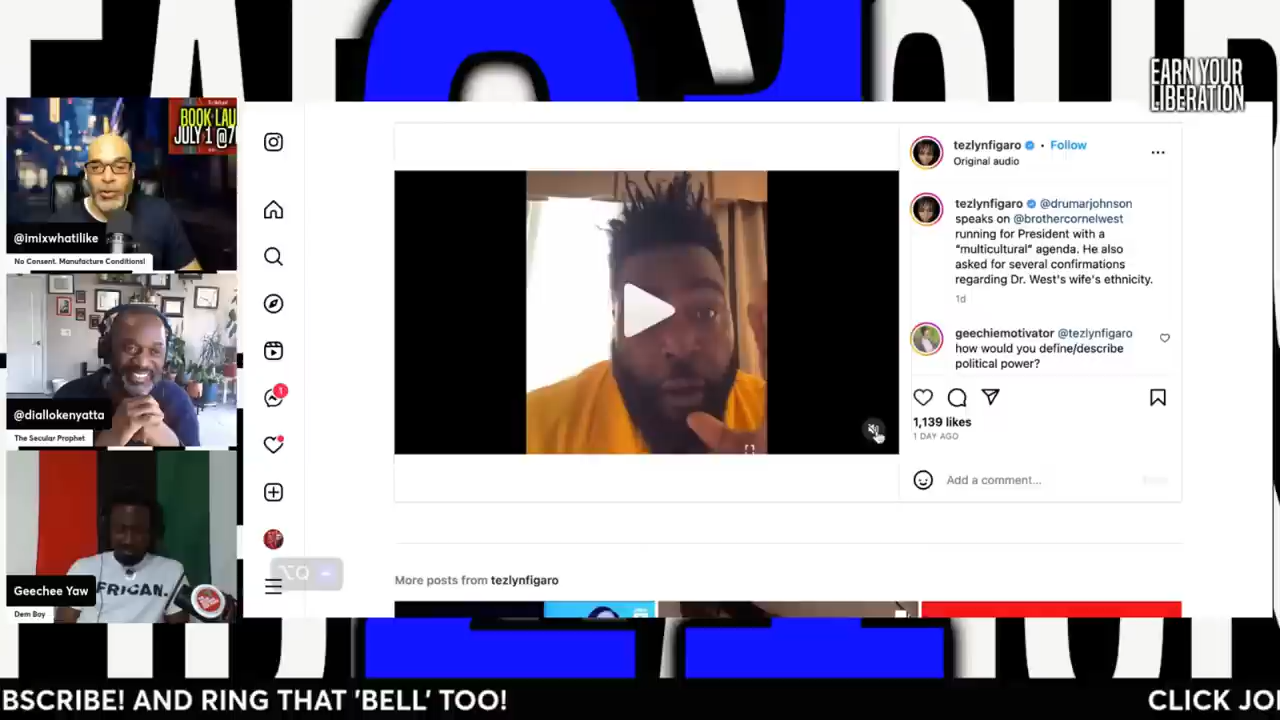 EARN YOUR
LIBERATION
BOOK LAU
JULY 1 @7
@imixwhatilike
No Consent. Manufacture Conditions!
@diallokenyatta
The Secular Prophet
FRICAN.
Geechee Yaw
Dem Boy
1
⌥Q
tezlynfigaro • Follow
Original audio
tezlynfigaro @drumarjohnson
speaks on @brothercornelwest
running for President with a
“multicultural” agenda. He also
asked for several confirmations
regarding Dr. West's wife's ethnicity.
1d
geechiemotivator @tezlynfigaro
how would you define/describe
political power?
1,139 likes
1 DAY AGO
Add a comment...
Post
More posts from tezlynfigaro
BSCRIBE! AND RING THAT 'BELL' TOO!
CLICK JOI